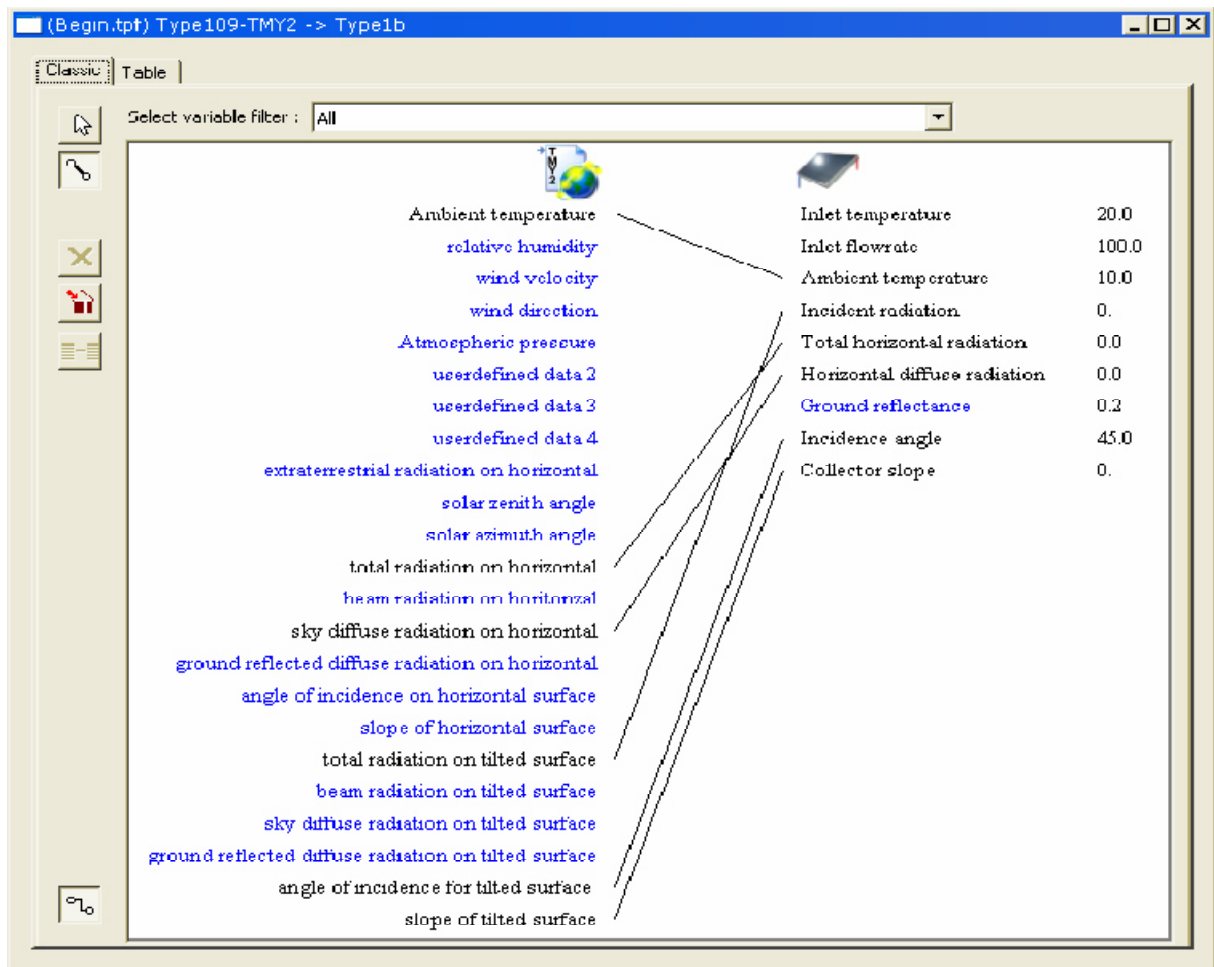 (Begin.tpt) Type109-TMY2 -> Type1b
Classic Table
Select variable filter : All
TMY2
Ambient temperature Inlet temperature 20.0
relative humidity Inlet flowrate 100.0
wind velocity Ambient temperature 10.0
wind direction Incident radiation 0.
Atmospheric pressure Total horizontal radiation 0.0
userdefined data 2 Horizontal diffuse radiation 0.0
userdefined data 3 Ground reflectance 0.2
userdefined data 4 Incidence angle 45.0
extraterrestrial radiation on horizontal Collector slope 0.
solar zenith angle
solar azimuth angle
total radiation on horizontal
beam radiation on horitonzal
sky diffuse radiation on horizontal
ground reflected diffuse radiation on horizontal
angle of incidence on horizontal surface
slope of horizontal surface
total radiation on tilted surface
beam radiation on tilted surface
sky diffuse radiation on tilted surface
ground reflected diffuse radiation on tilted surface
angle of incidence for tilted surface
slope of tilted surface